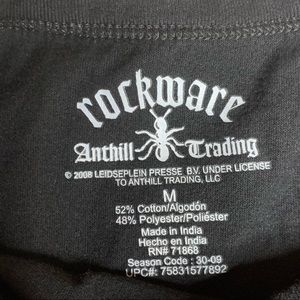 rockware
Anthill Trading
© 2008 LEIDSEPLEIN PRESSE B.V. UNDER LICENSE
TO ANTHILL TRADING, LLC
M
52% Cotton/Algodón
48% Polyester/Poliéster
Made in India
Hecho en India
RN# 71868
Season Code : 30-09
UPC#: 75831577892